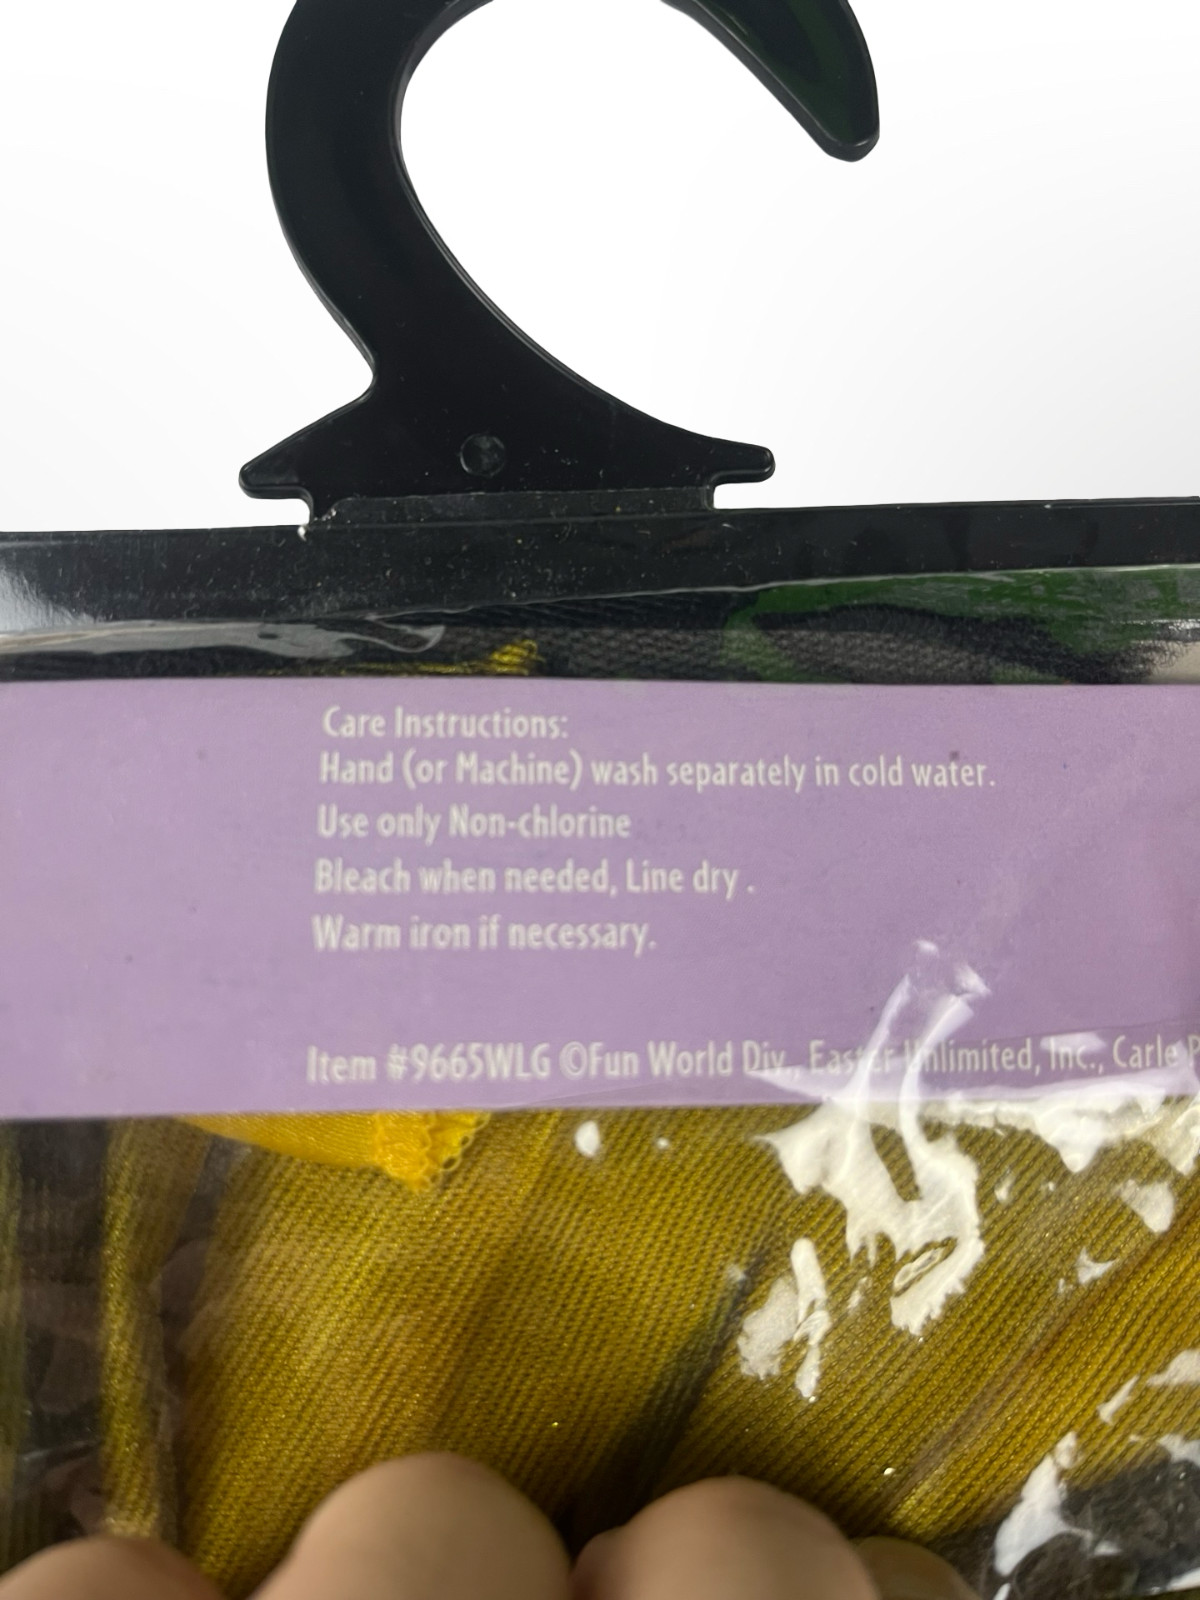 Care Instructions:
Hand (or Machine) wash separately in cold water.
Use only Non-chlorine
Bleach when needed, Line dry .
Warm iron if necessary.
Item #9665WLG ©Fun World Div., Easter Unlimited, Inc., Carle P